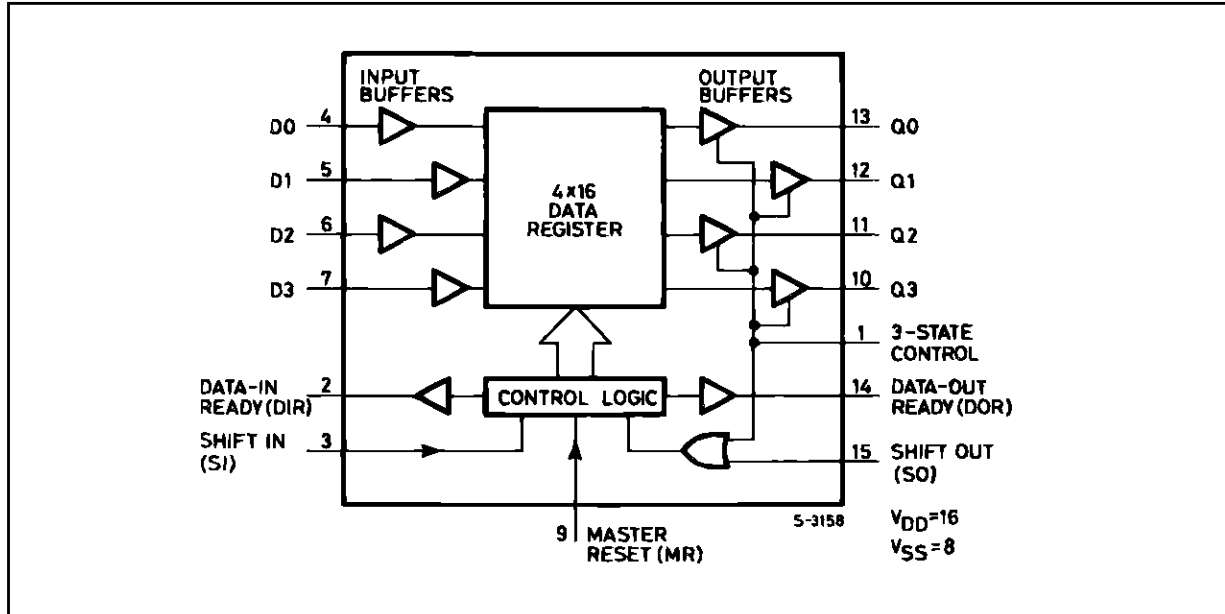 INPUT
BUFFERS
OUTPUT
BUFFERS
D0 4
13 Q0
D1 5
12 Q1
4×16
DATA
REGISTER
D2 6
11 Q2
D3 7
10 Q3
1 3-STATE
CONTROL
DATA-IN 2
READY (DIR)
CONTROL LOGIC
14 DATA-OUT
READY (DOR)
SHIFT IN 3
(SI)
15 SHIFT OUT
(SO)
S-3158
9 MASTER
RESET (MR)
VDD=16
VSS=8